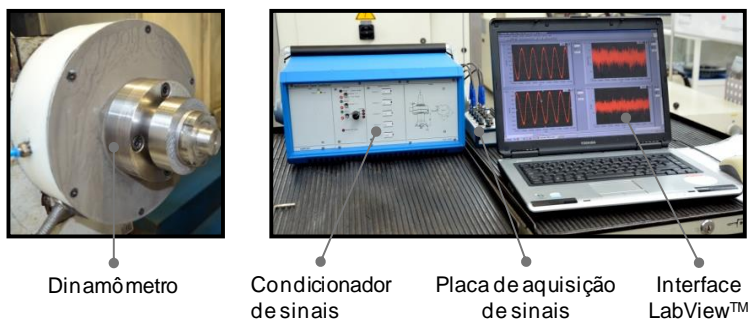 Dinamômetro
Condicionador
de sinais
Placa de aquisição
de sinais
Interface
LabView™